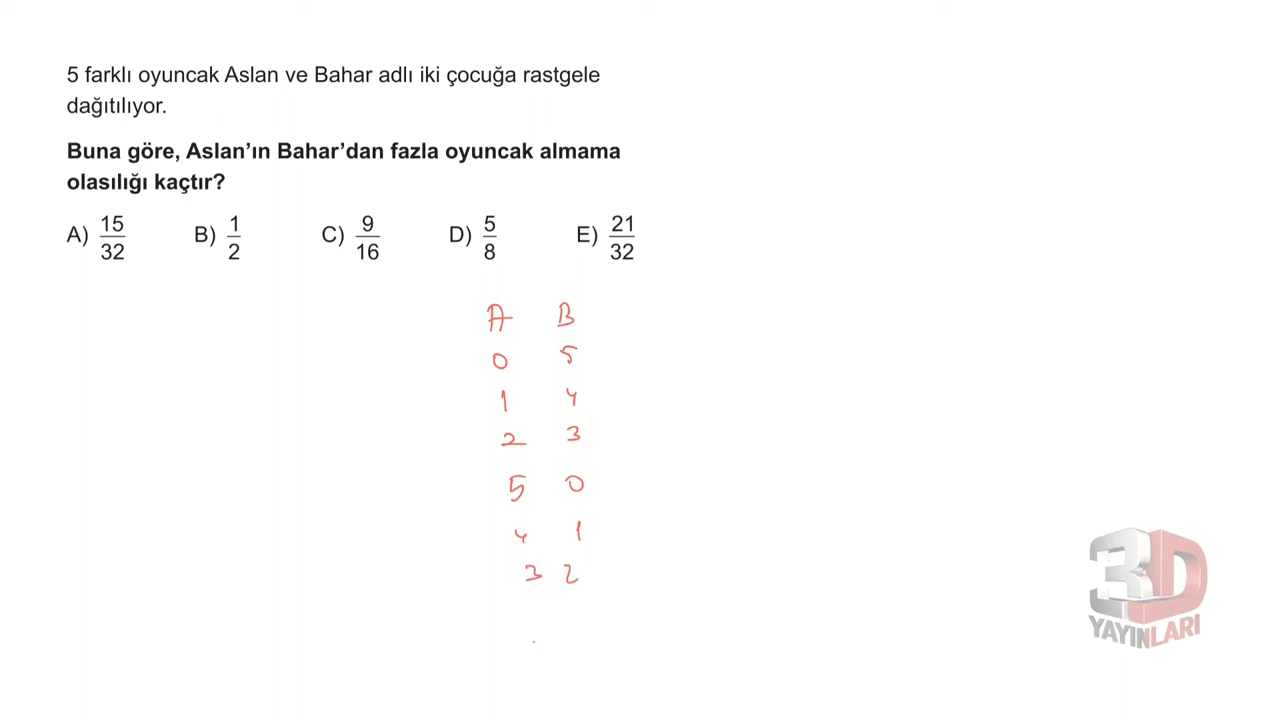 5 farklı oyuncak Aslan ve Bahar adlı iki çocuğa rastgele
dağıtılıyor.
Buna göre, Aslan’ın Bahar’dan fazla oyuncak almama
olasılığı kaçtır?
A) 15/32 B) 1/2 C) 9/16 D) 5/8 E) 21/32
A B
0 5
1 4
2 3
5 0
4 1
3 2
3D
YAYINLARI